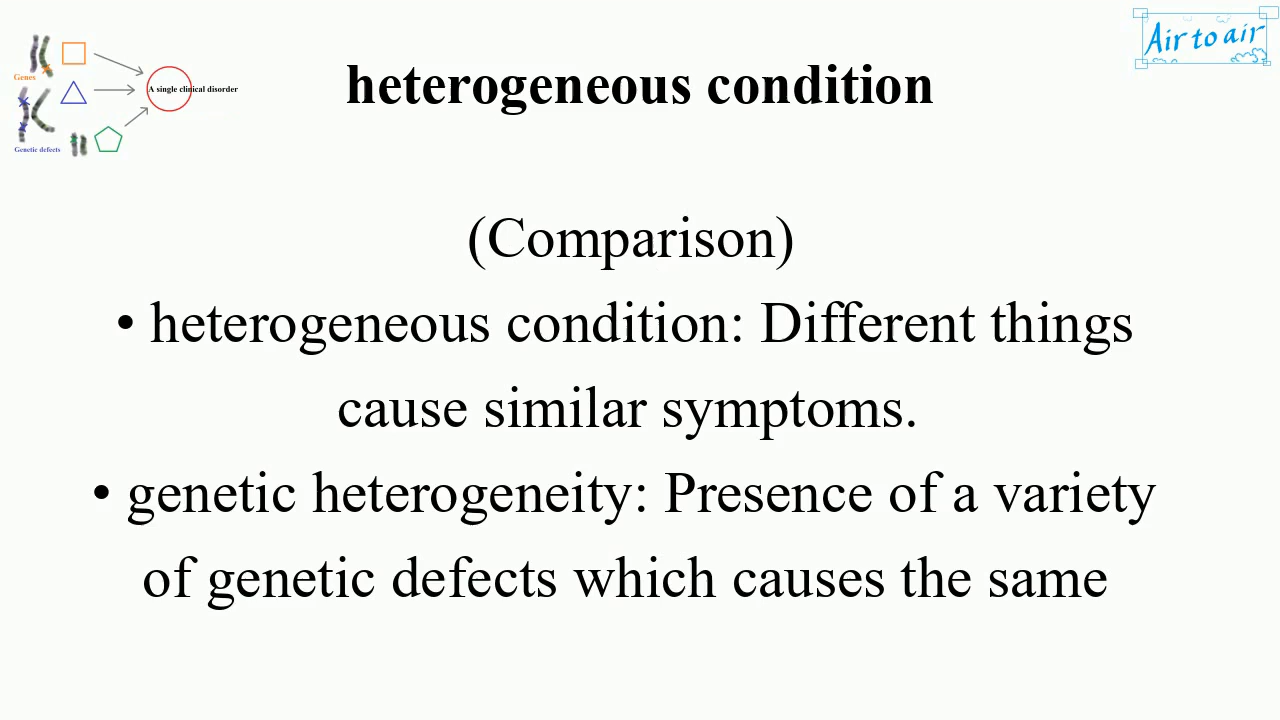 Air to air
heterogeneous condition
Genes
A single clinical disorder
Genetic defects
(Comparison)
• heterogeneous condition: Different things
cause similar symptoms.
• genetic heterogeneity: Presence of a variety
of genetic defects which causes the same